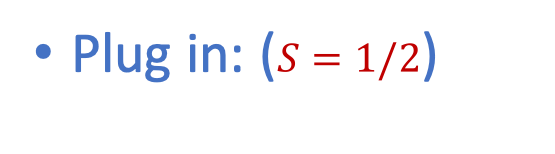 • Plug in: (S = 1/2)